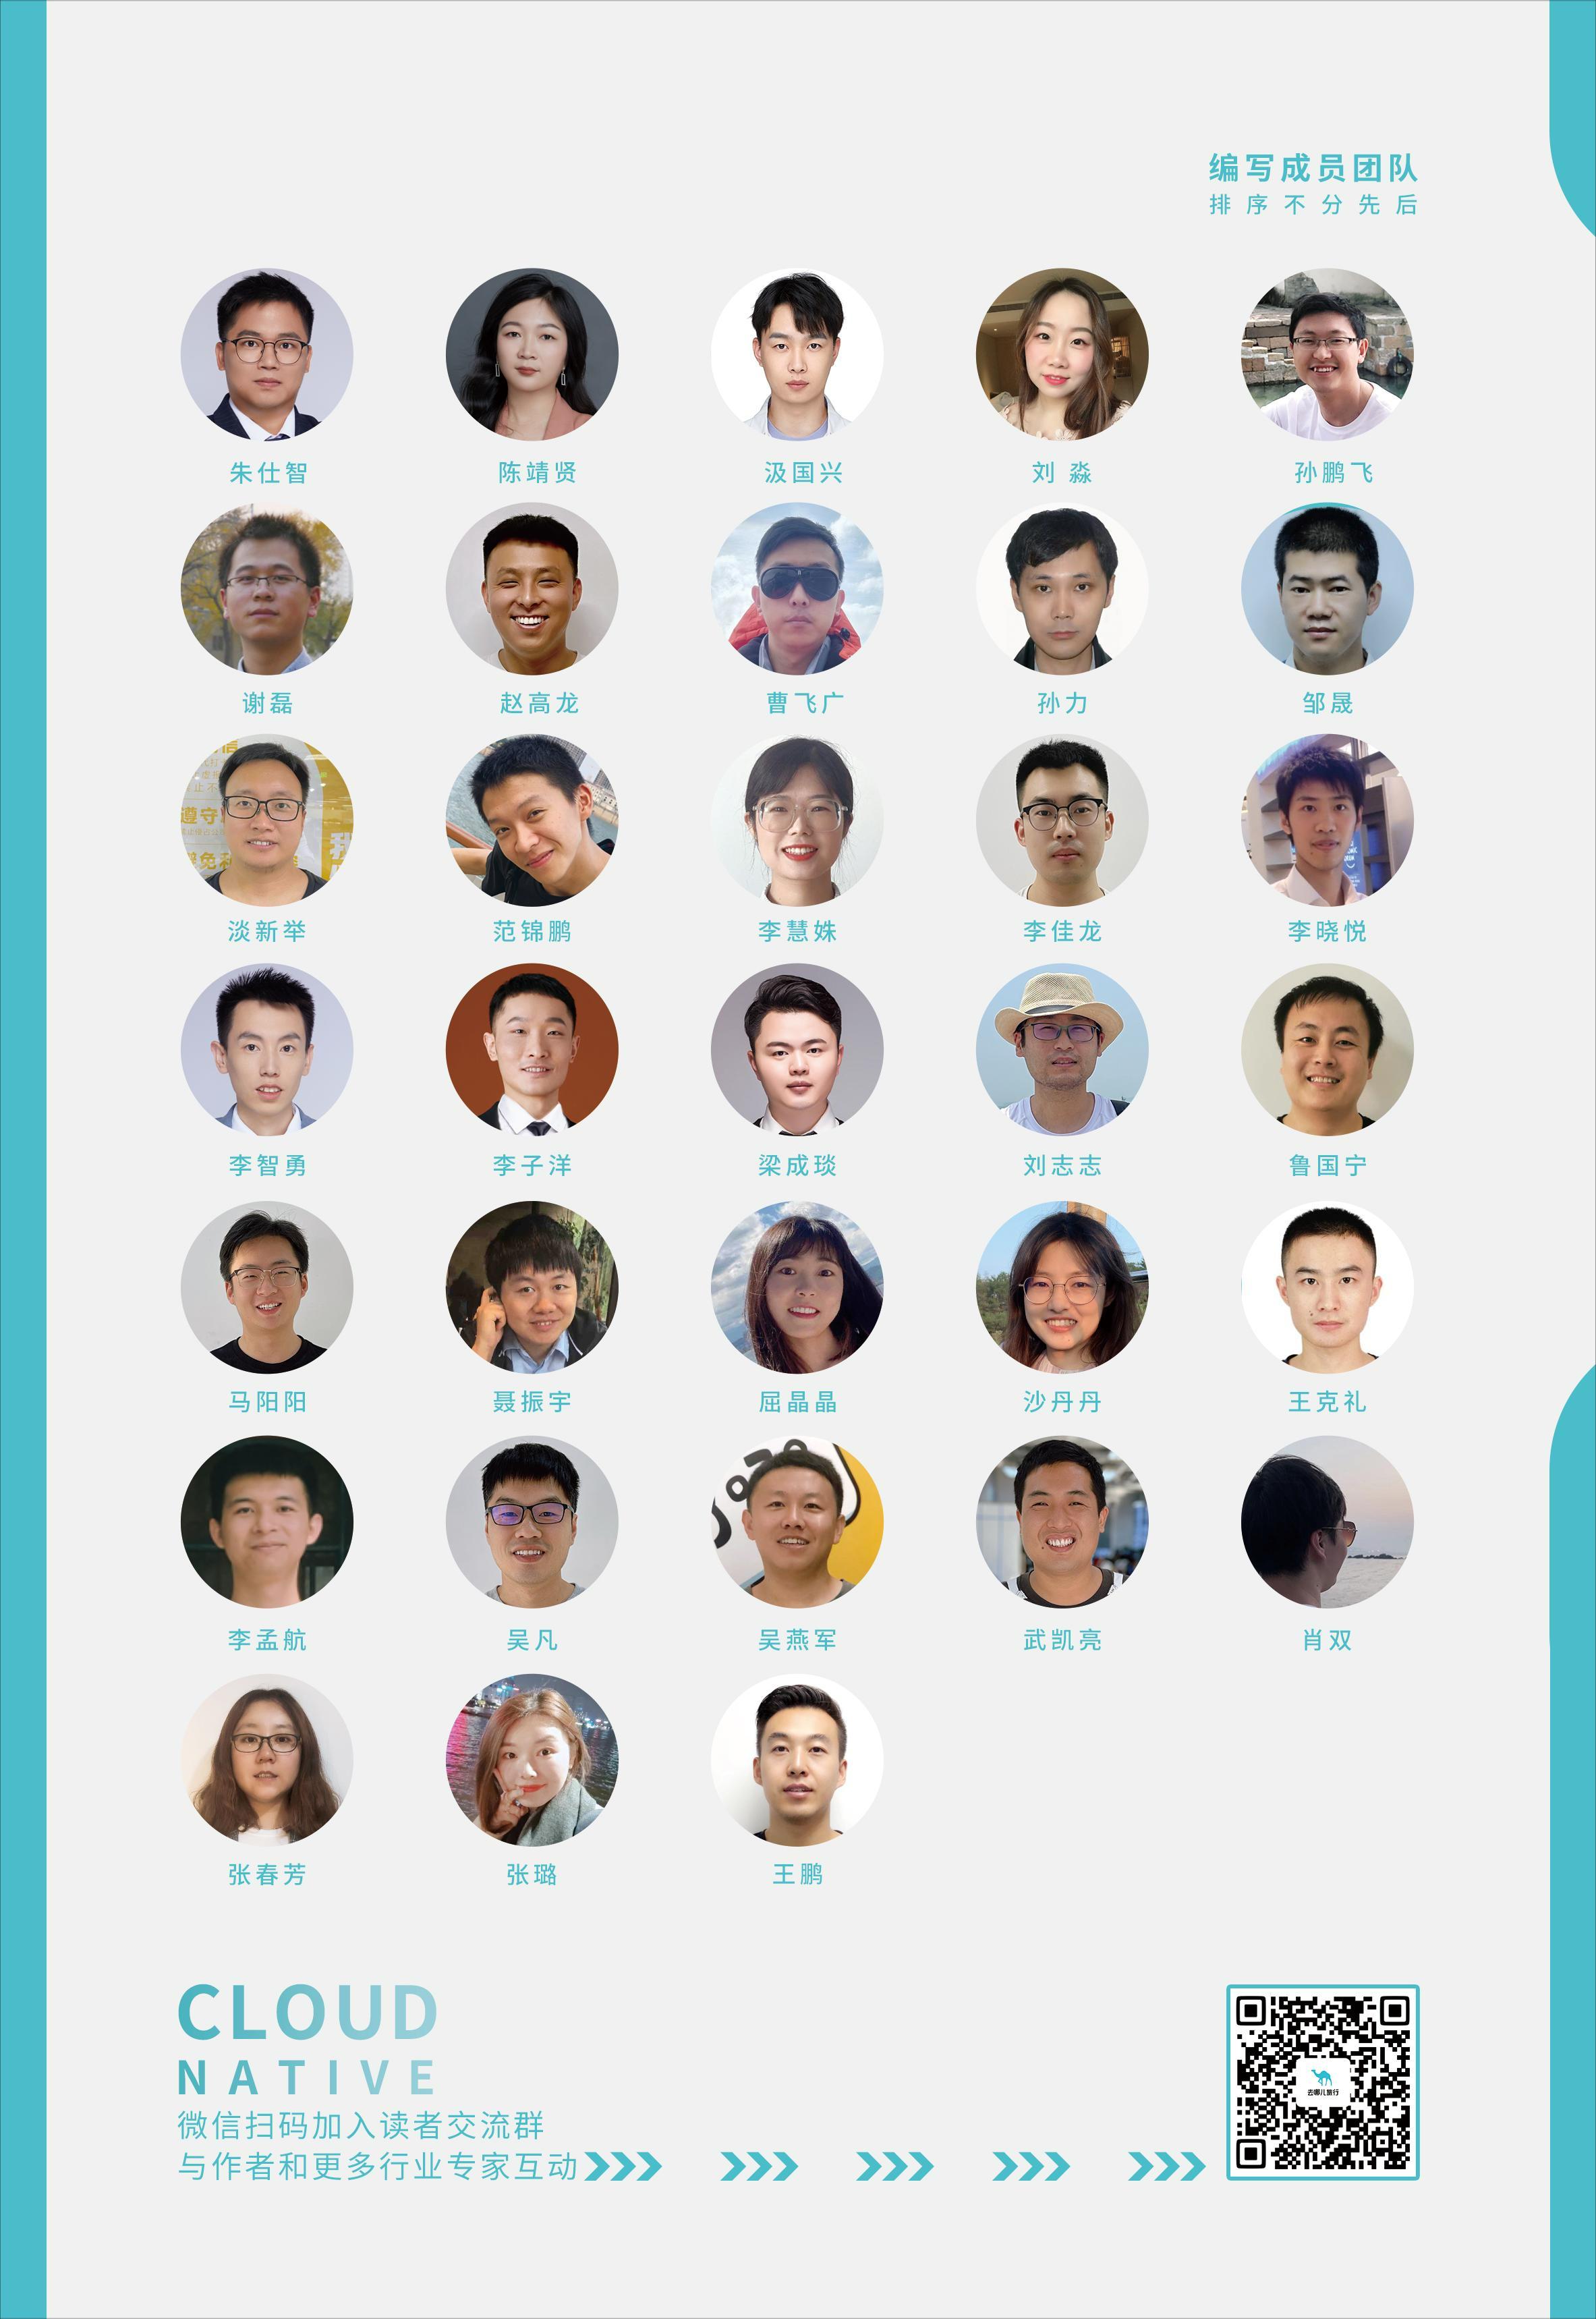 编写成员团队
排序不分先后
朱仕智 陈靖贤 汲国兴 刘 淼 孙鹏飞
谢磊 赵高龙 曹飞广 孙力 邹晟
遵守
淡新举 范锦鹏 李慧姝 李佳龙 李晓悦
李智勇 李子洋 梁成琰 刘志志 鲁国宁
马阳阳 聂振宇 屈晶晶 沙丹丹 王克礼
李孟航 吴凡 吴燕军 武凯亮 肖双
张春芳 张璐 王鹏
CLOUD
NATIVE
微信扫码加入读者交流群
与作者和更多行业专家互动
去哪儿旅行